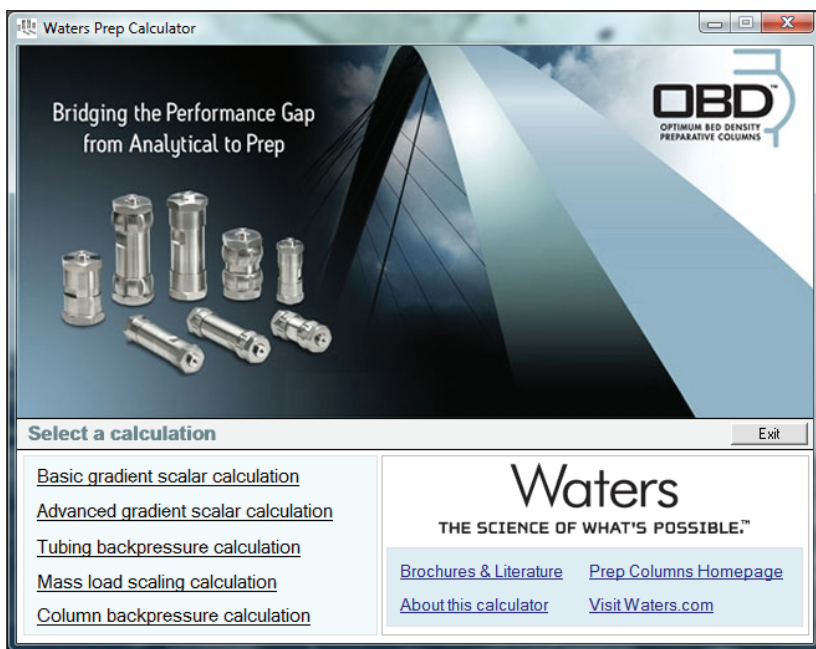 Waters Prep Calculator
Bridging the Performance Gap
from Analytical to Prep
OBD™
OPTIMUM BED DENSITY
PREPARATIVE COLUMNS
Select a calculation
Exit
Basic gradient scalar calculation
Advanced gradient scalar calculation
Tubing backpressure calculation
Mass load scaling calculation
Column backpressure calculation
Waters
THE SCIENCE OF WHAT'S POSSIBLE.™
Brochures & Literature
Prep Columns Homepage
About this calculator
Visit Waters.com